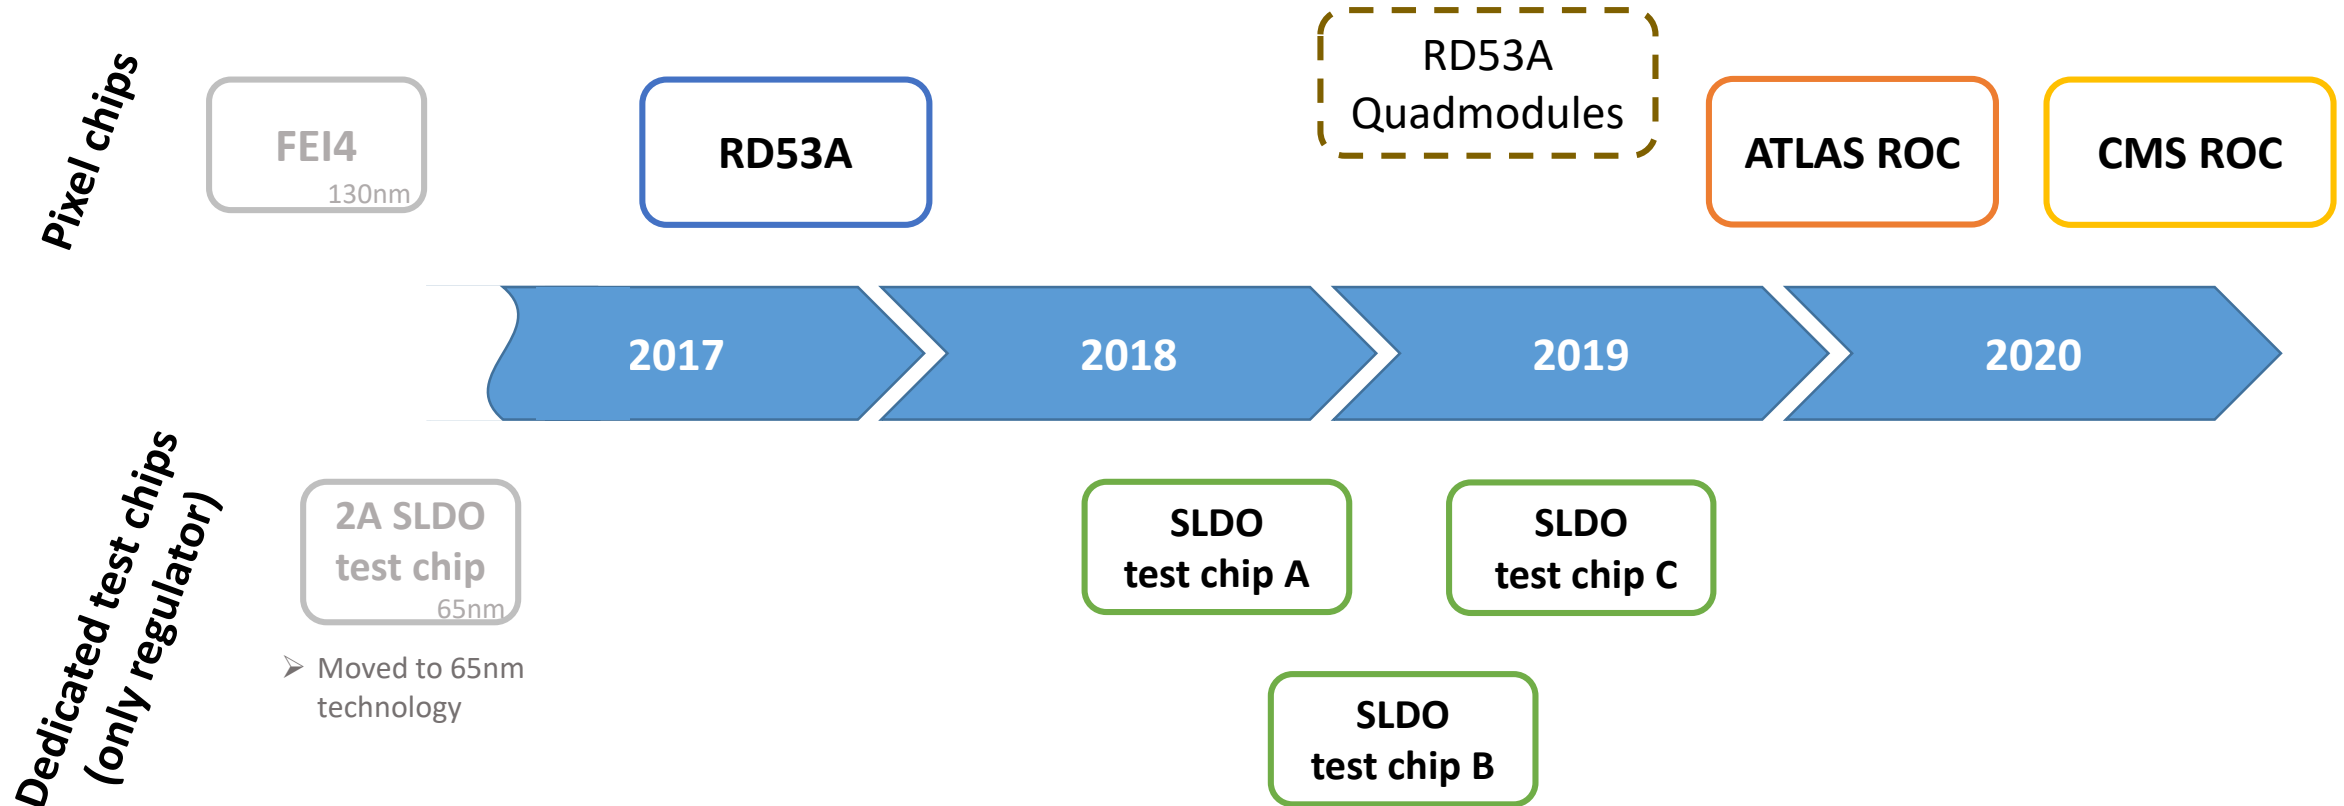 Pixel chips
FEI4
130nm
RD53A
RD53A
Quadmodules
ATLAS ROC
CMS ROC
2017
2018
2019
2020
Dedicated test chips
(only regulator)
2A SLDO
test chip
65nm
➢ Moved to 65nm
technology
SLDO
test chip A
SLDO
test chip B
SLDO
test chip C